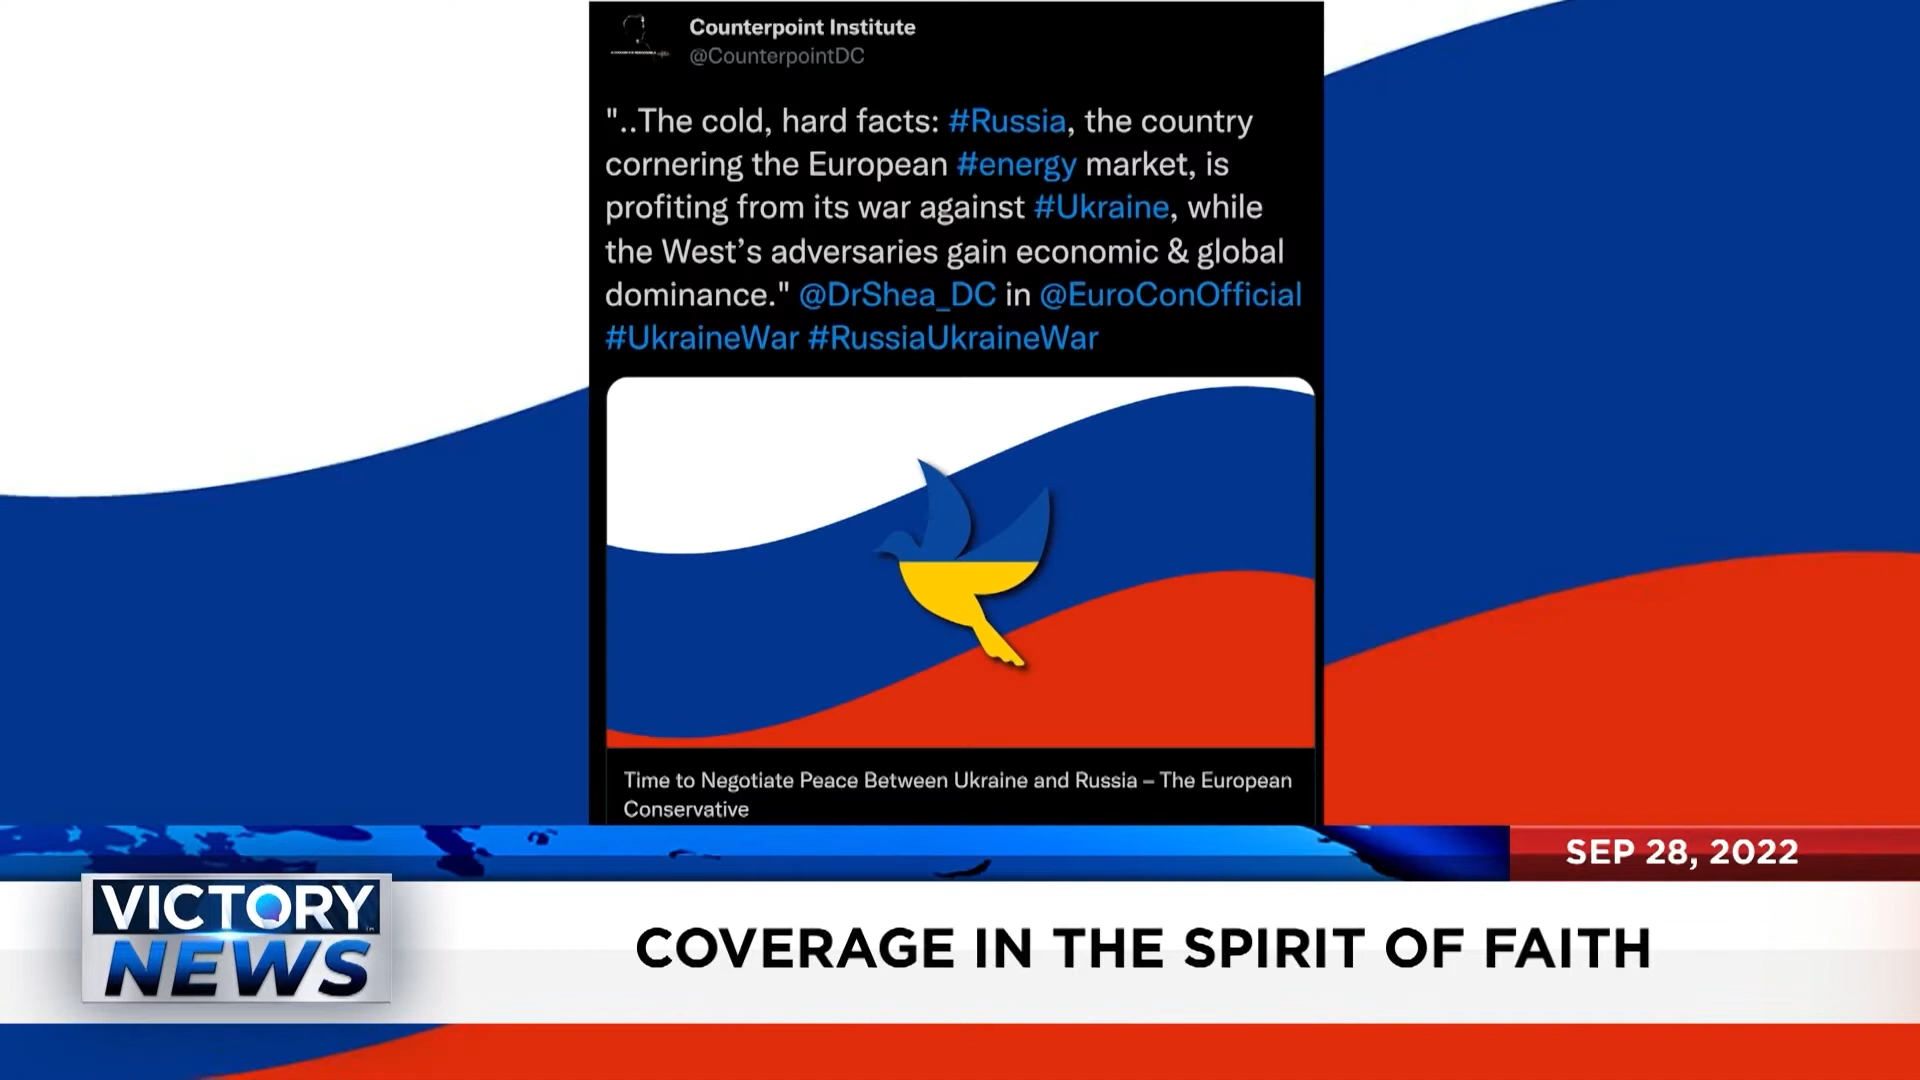 Counterpoint Institute
@CounterpointDC
"..The cold, hard facts: #Russia, the country
cornering the European #energy market, is
profiting from its war against #Ukraine, while
the West’s adversaries gain economic & global
dominance." @DrShea_DC in @EuroConOfficial
#UkraineWar #RussiaUkraineWar
Time to Negotiate Peace Between Ukraine and Russia – The European
Conservative
SEP 28, 2022
VICTORY
NEWS
COVERAGE IN THE SPIRIT OF FAITH